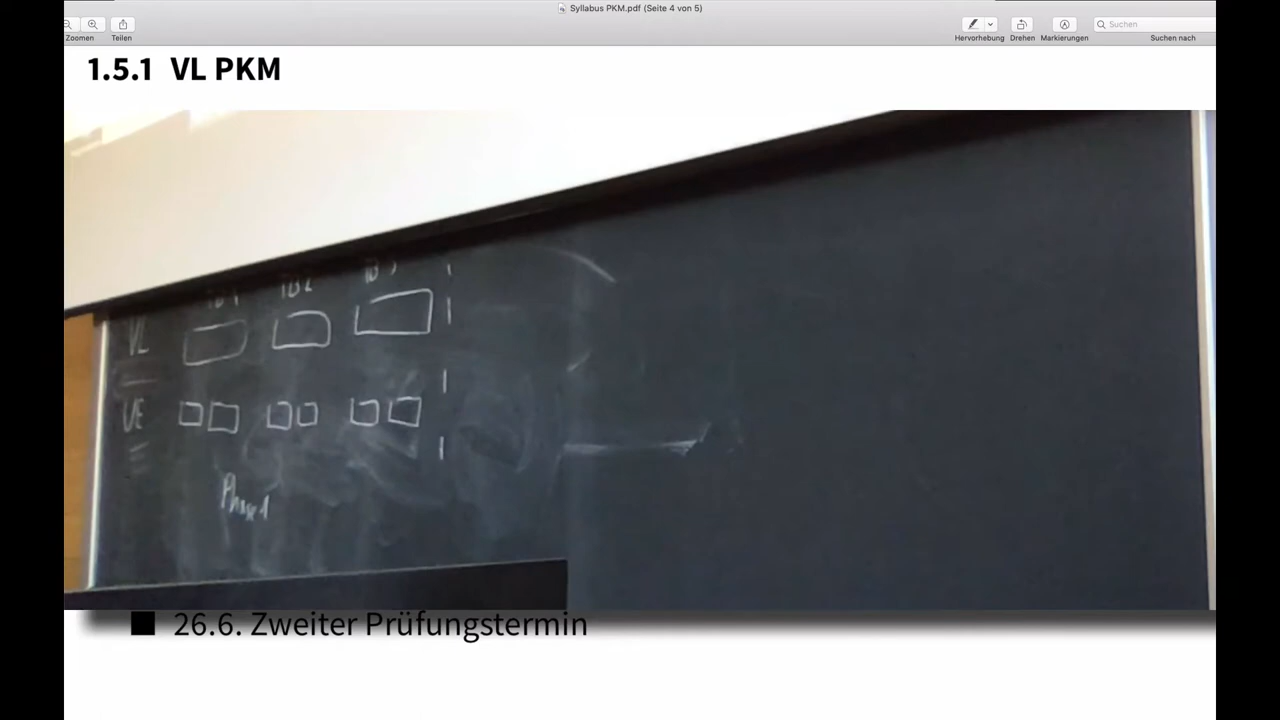 Syllabus PKM.pdf (Seite 4 von 5)
Zoomen Teilen Hervorhebung Drehen Markierungen Suchen Suchen nach
1.5.1 VL PKM
VL
UE
Phase 1
26.6. Zweiter Prüfungstermin